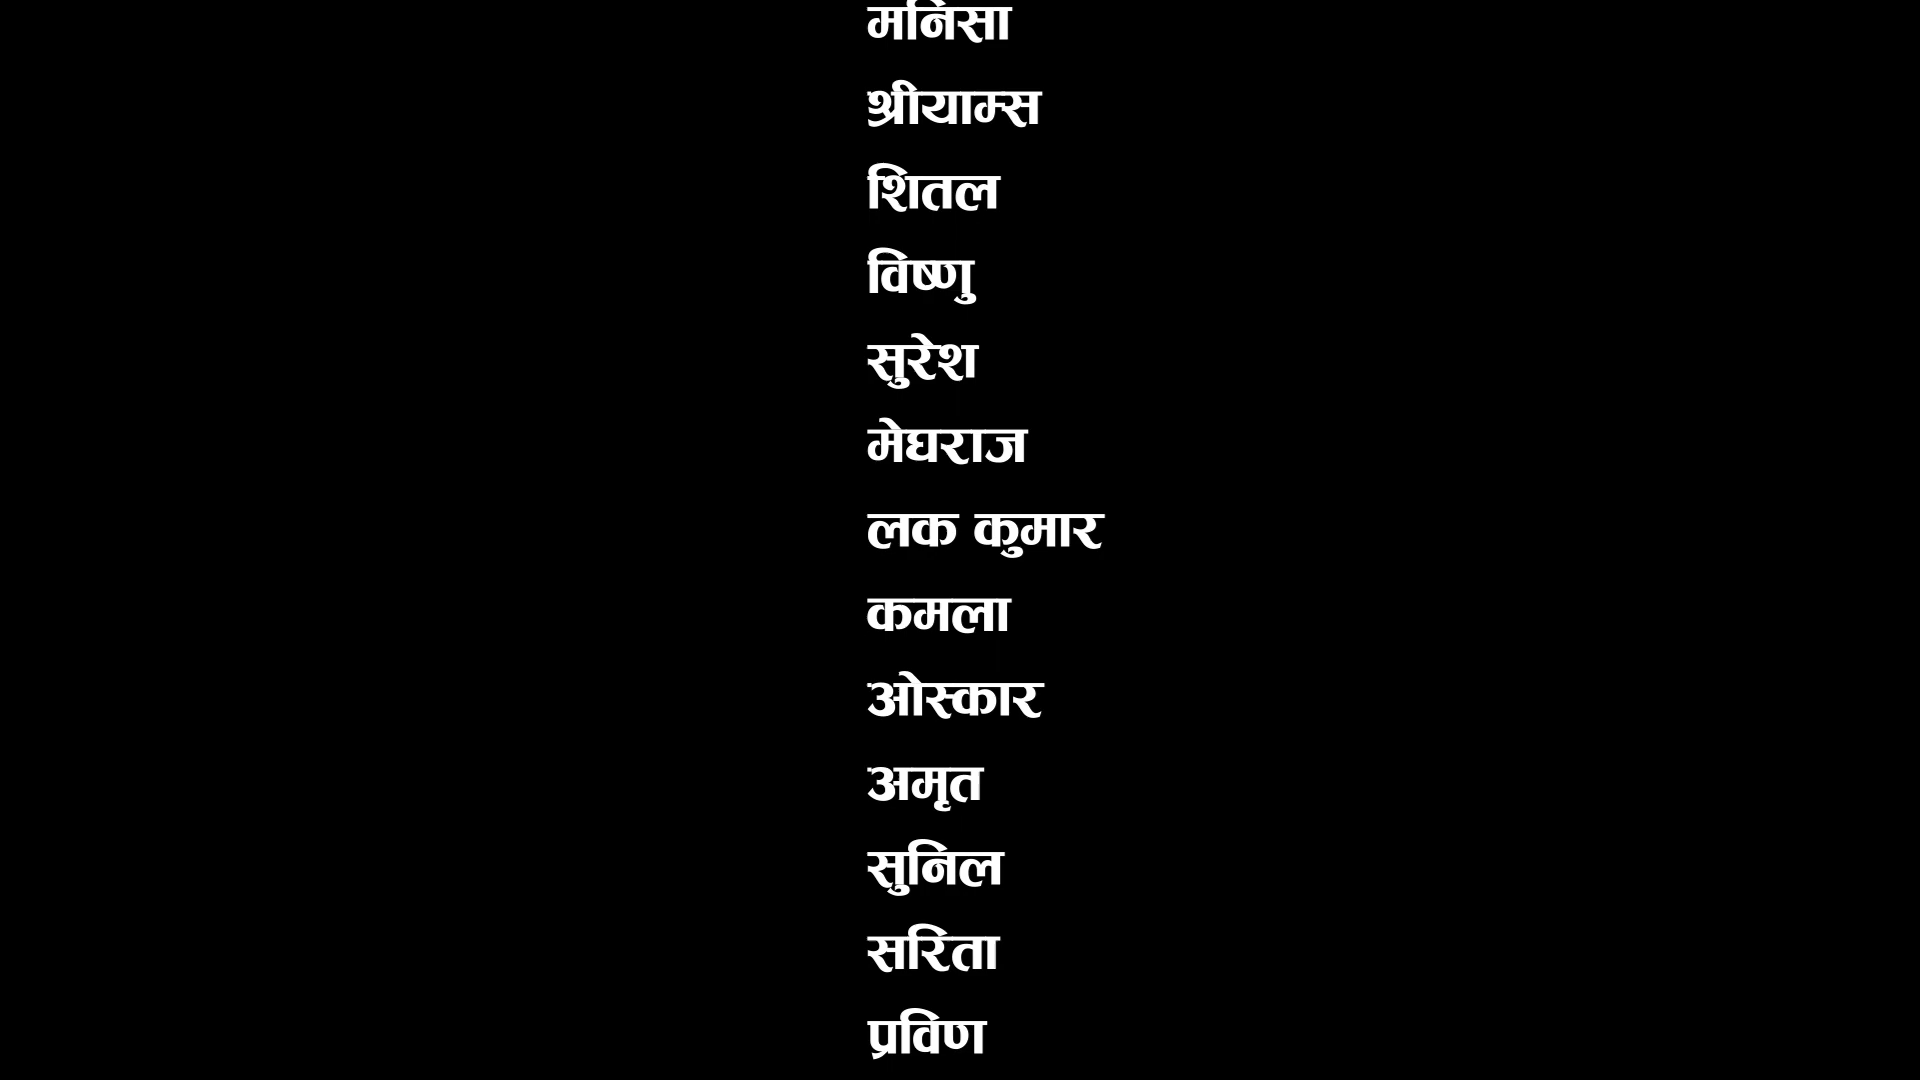 मनिसा
श्रीयाम्स
शितल
विष्णु
सुरेश
मेघराज
लक कुमार
कमला
ओस्कार
अमृत
सुनिल
सरिता
प्रविण